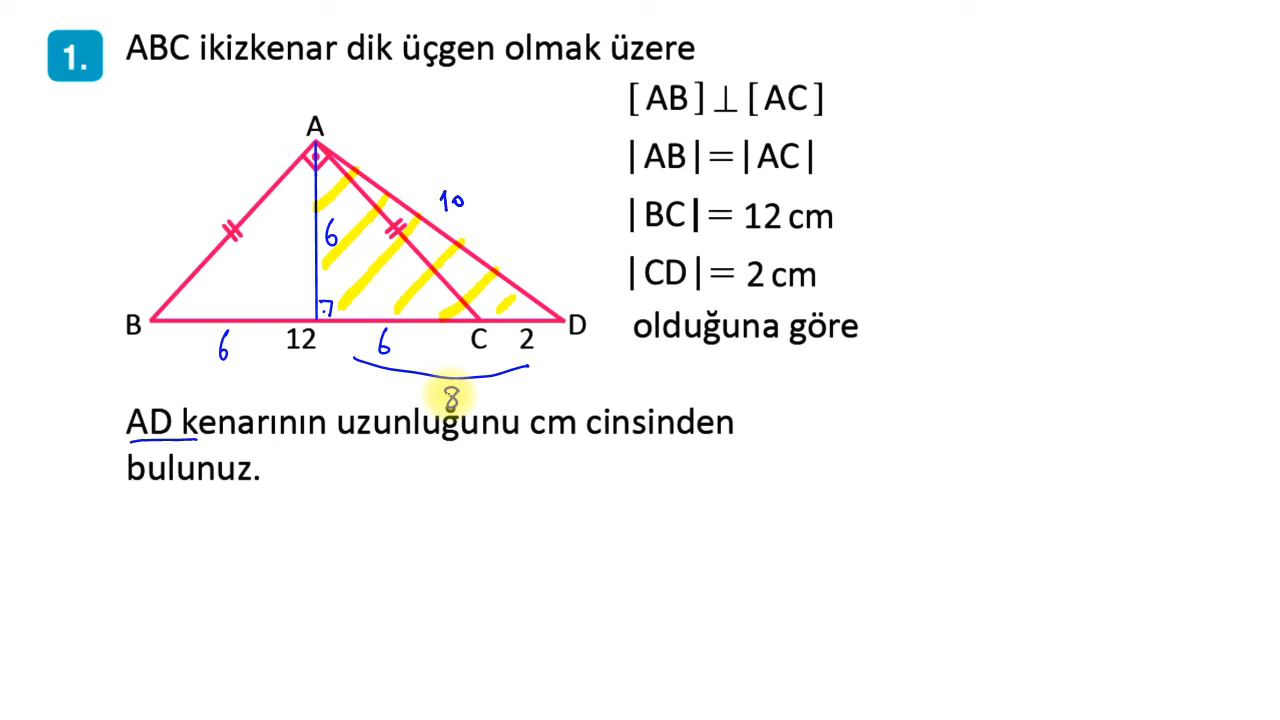 1. ABC ikizkenar dik üçgen olmak üzere
[AB]⊥[AC]
|AB|=|AC|
|BC|= 12 cm
|CD|= 2 cm
olduğuna göre
A
10
6
B
12
C
2
D
6
6
8
AD kenarının uzunluğunu cm cinsinden
bulunuz.